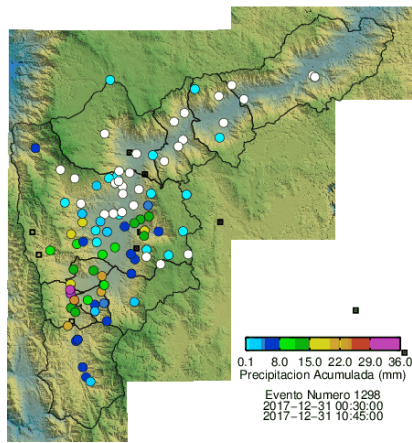 0.1 8.0 15.0 22.0 29.0 36.0
Precipitacion Acumulada (mm)
Evento Numero 1298
2017-12-31 00:30:00
2017-12-31 10:45:00